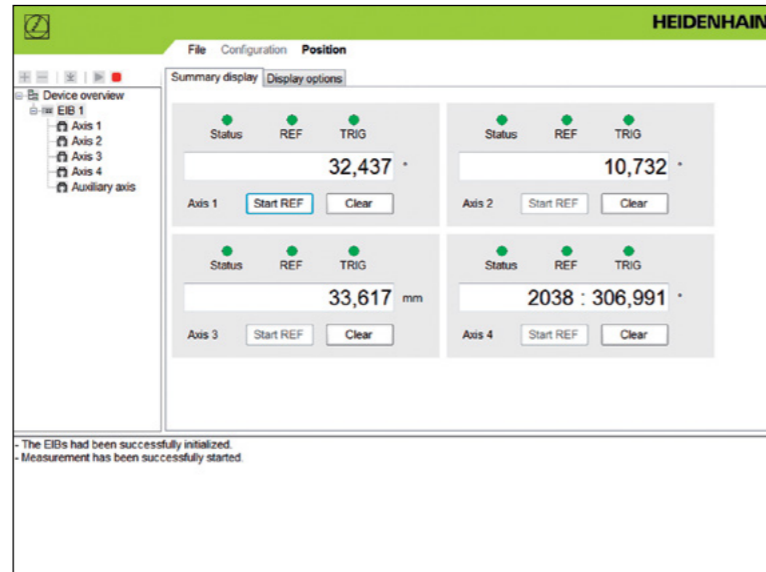 HEIDENHAIN
File Configuration Position
Summary display Display options
Device overview
EIB 1
Axis 1
Axis 2
Axis 3
Axis 4
Auxiliary axis
Status REF TRIG
32,437 °
Axis 1 Start REF Clear
Status REF TRIG
10,732 °
Axis 2 Start REF Clear
Status REF TRIG
33,617 mm
Axis 3 Start REF Clear
Status REF TRIG
2038 : 306,991 °
Axis 4 Start REF Clear
- The EIBs had been successfully initialized.
- Measurement has been successfully started.